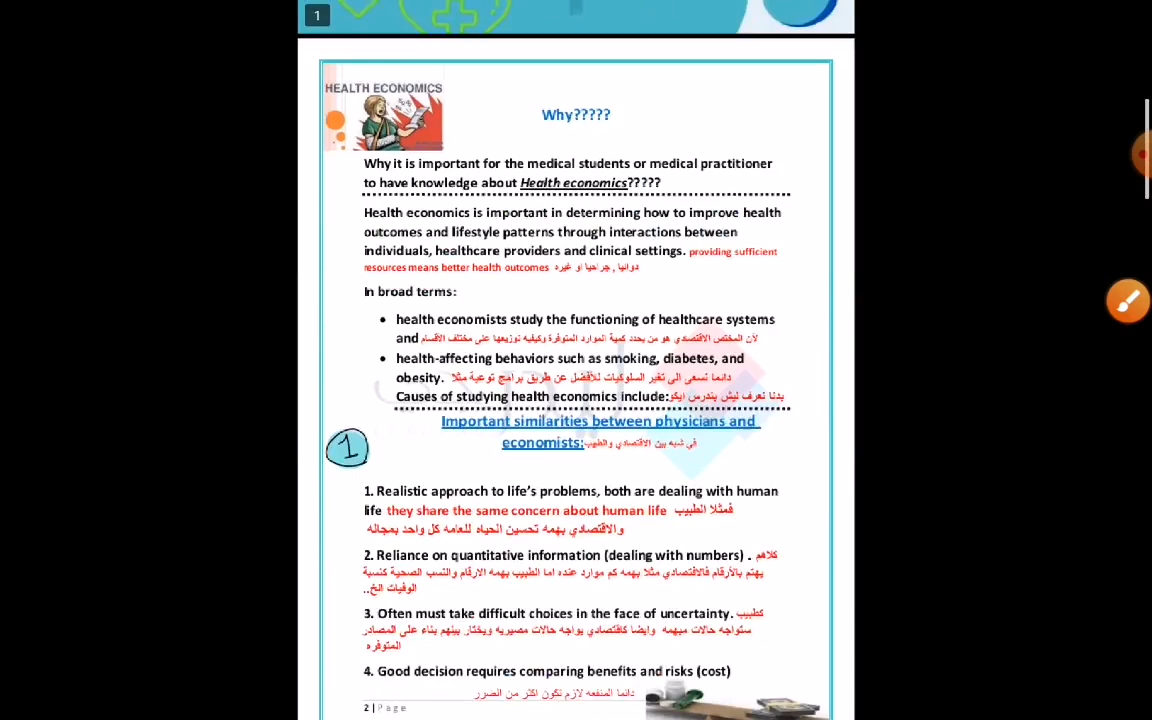 1
HEALTH ECONOMICS
Why?????
Why it is important for the medical students or medical practitioner
to have knowledge about Health economics?????
Health economics is important in determining how to improve health
outcomes and lifestyle patterns through interactions between
individuals, healthcare providers and clinical settings. providing sufficient
resources means better health outcomes دوائيا , جراحيا او غيره
In broad terms:
• health economists study the functioning of healthcare systems
and لأن المختص الاقتصادي هو من يحدد كمية الموارد المتوفرة وكيفيه توزيعها على مختلف الاقسام
• health-affecting behaviors such as smoking, diabetes, and
obesity. دائما نسعى الى تغير السلوكيات للأفضل عن طريق برامج توعية مثلا
Causes of studying health economics include: بدنا نعرف ليش بندرس ايكو
Important similarities between physicians and
economists: في شبه بين الاقتصادي والطبيب
1
1. Realistic approach to life's problems, both are dealing with human
life they share the same concern about human life فمثلا الطبيب
والاقتصادي بهمه تحسين الحياه للعامه كل واحد بمجاله
2. Reliance on quantitative information (dealing with numbers) . كلاهم
يهتم بالأرقام فالاقتصادي مثلا بهمه كم موارد عنده اما الطبيب بهمه الارقام والنسب الصحية كنسبة
الوفيات الخ..
3. Often must take difficult choices in the face of uncertainty. كطبيب
ستواجه حالات مبهمه وايضا كاقتصادي يواجه حالات مصيريه ويختار بينهم بناء على المصادر
المتوفره
4. Good decision requires comparing benefits and risks (cost)
دائما المنفعه لازم تكون اكثر من الضرر
2 | Page